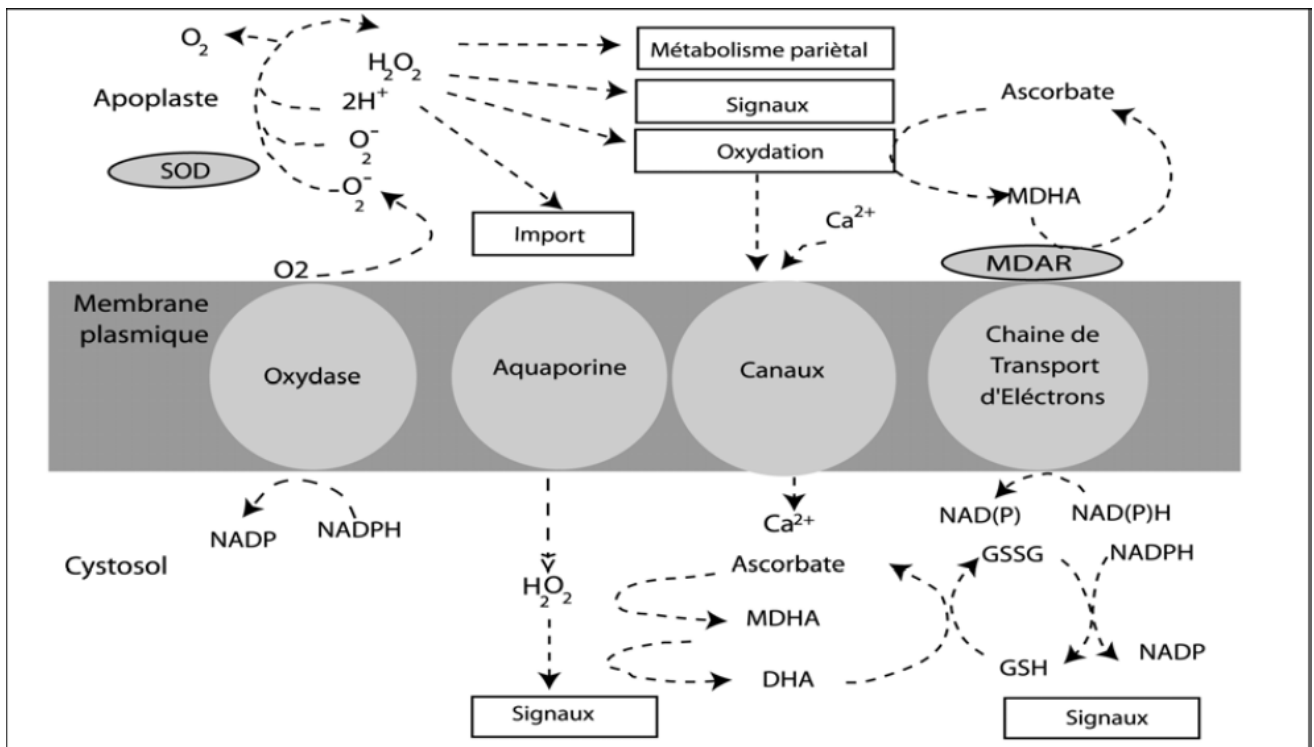 O2
H2O2
Métabolisme pariètal
Apoplaste
2H+
Signaux
Ascorbate
O2−
Oxydation
SOD
O2−
MDHA
Import
Ca2+
O2
MDAR
Membrane
plasmique
Oxydase
Aquaporine
Canaux
Chaine de
Transport
d'Eléctrons
NADP
NADPH
Ca2+
NAD(P)
NAD(P)H
Cystosol
H2O2
Ascorbate
GSSG
NADPH
MDHA
DHA
GSH
NADP
Signaux
Signaux